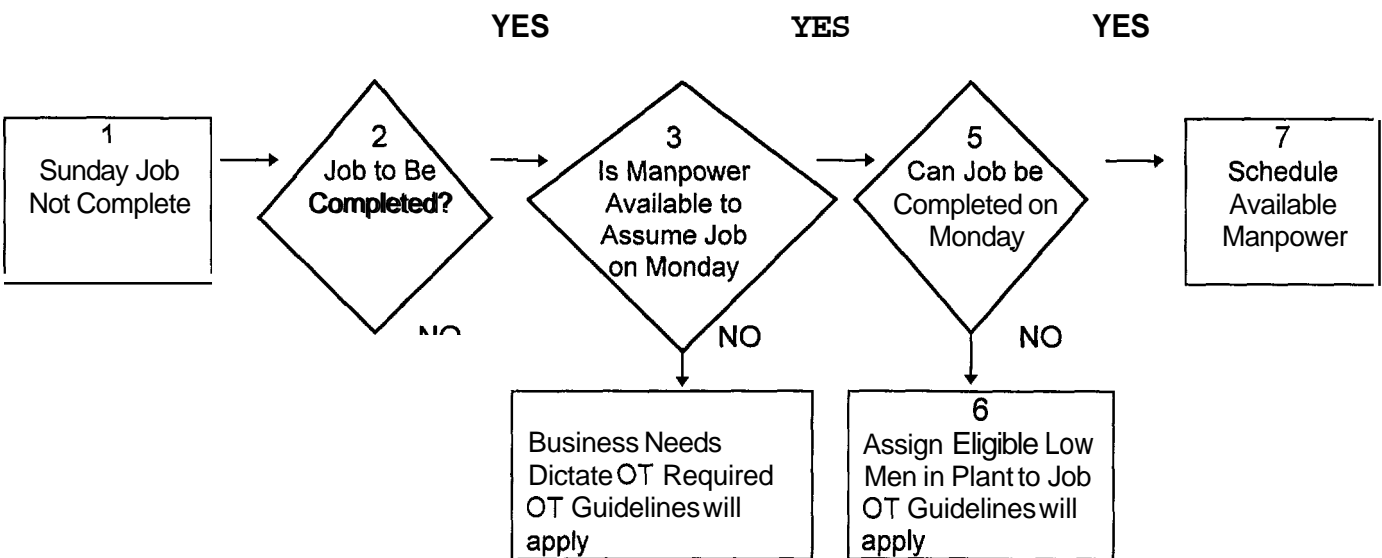 YES
YES
YES
1
Sunday Job
Not Complete
2
Job to Be
Completed?
NO
3
Is Manpower
Available to
Assume Job
on Monday
NO
5
Can Job be
Completed on
Monday
NO
7
Schedule
Available
Manpower
Business Needs
Dictate OT Required
OT Guidelines will
apply
6
Assign Eligible Low
Men in Plant to Job
OT Guidelines will
apply